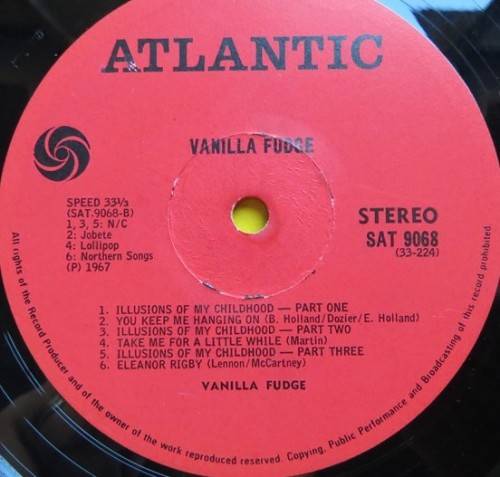 ATLANTIC
VANILLA FUDGE
SPEED 33⅓
(SAT.9068-B)
1, 3, 5: N/C
2: Jobete
4: Lollipop
6: Northern Songs
(P) 1967
STEREO
SAT 9068
(33-224)
1. ILLUSIONS OF MY CHILDHOOD — PART ONE
2. YOU KEEP ME HANGING ON (B. Holland/Dozier/E. Holland)
3. ILLUSIONS OF MY CHILDHOOD — PART TWO
4. TAKE ME FOR A LITTLE WHILE (Martin)
5. ILLUSIONS OF MY CHILDHOOD — PART THREE
6. ELEANOR RIGBY (Lennon/McCartney)
VANILLA FUDGE
All rights of the Record Producer and of the owner of the work reproduced reserved. Copying, Public Performance and Broadcasting of this record prohibited.